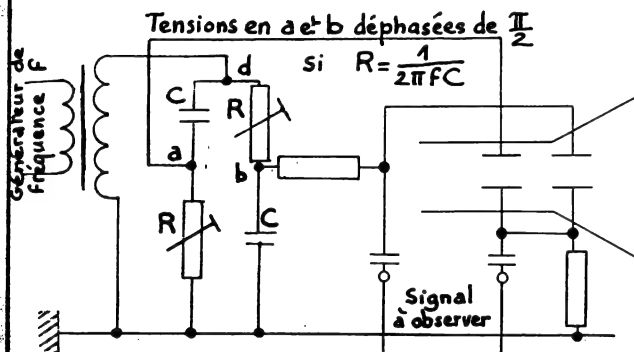 Tensions en a et b déphasées de π/2
si R = 1/2πfC
Générateur de
fréquence f
d
C
R
a
b
R
C
Signal
à observer